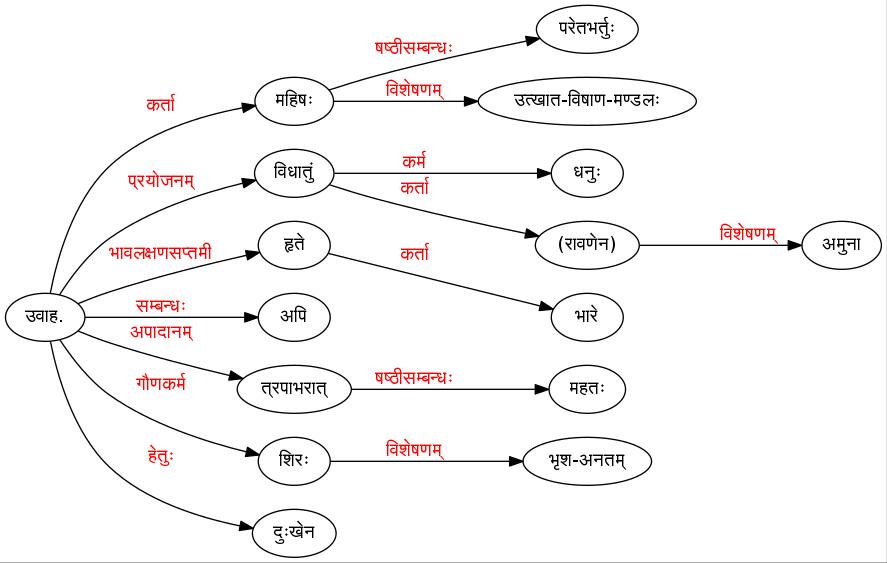 परेतभर्तुः
षष्ठीसम्बन्धः
महिषः
विशेषणम्
उत्खात-विषाण-मण्डलः
कर्ता
प्रयोजनम्
विधातुं
कर्म
धनुः
कर्ता
(रावणेन)
विशेषणम्
अमुना
भावलक्षणसप्तमी
हृते
कर्ता
भारे
उवाह.
सम्बन्धः
अपि
अपादानम्
त्रपाभरात्
षष्ठीसम्बन्धः
महतः
गौणकर्म
शिरः
विशेषणम्
भृश-अनतम्
हेतुः
दुःखेन